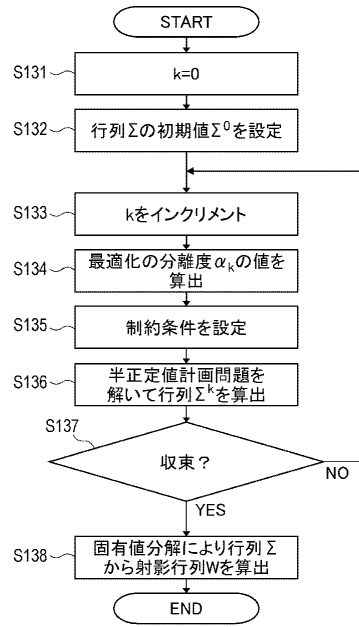 START
S131
k=0
S132
行列Σの初期値Σ⁰を設定
S133
kをインクリメント
S134
最適化の分離度αₖの値を
算出
S135
制約条件を設定
S136
半正定値計画問題を
解いて行列Σᵏを算出
S137
収束？
NO
YES
S138
固有値分解により行列Σ
から射影行列Wを算出
END